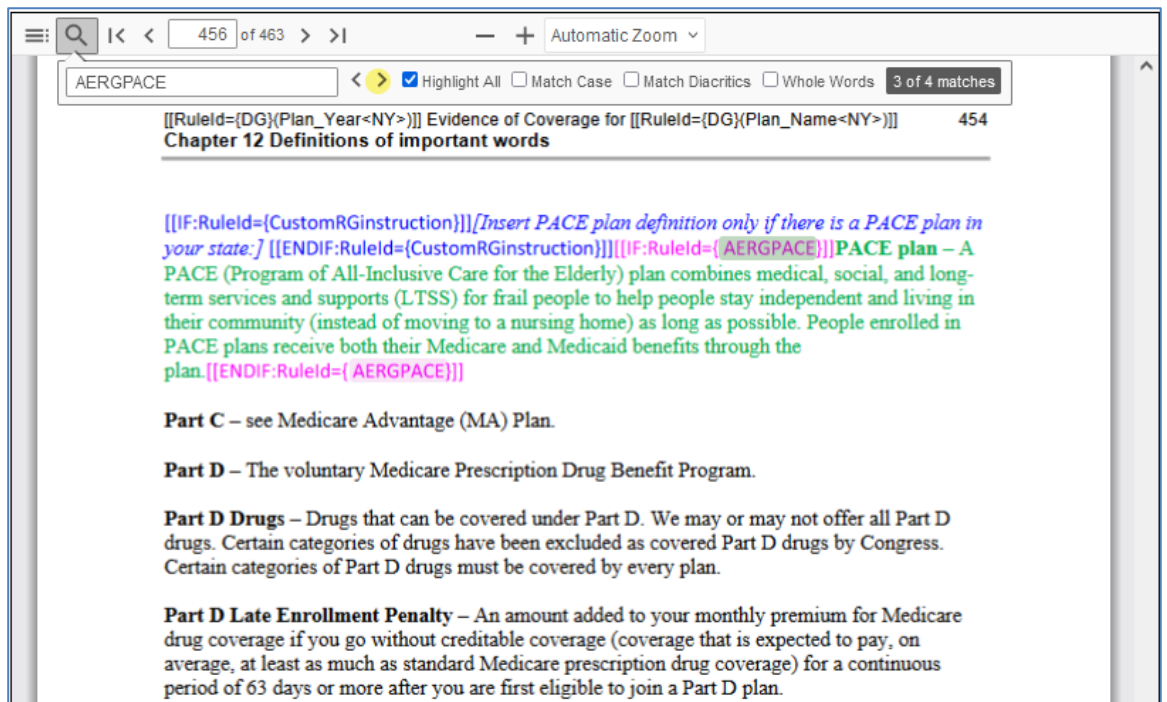 456 of 463 Automatic Zoom
AERGPACE Highlight All Match Case Match Diacritics Whole Words 3 of 4 matches
[[RuleId={DG}(Plan_Year<NY>)]] Evidence of Coverage for [[RuleId={DG}(Plan_Name<NY>)]] 454
Chapter 12 Definitions of important words
[[IF:RuleId={CustomRGinstruction}]][Insert PACE plan definition only if there is a PACE plan in
your state:] [[ENDIF:RuleId={CustomRGinstruction}]][[IF:RuleId={ AERGPACE}]]PACE plan – A
PACE (Program of All-Inclusive Care for the Elderly) plan combines medical, social, and long-
term services and supports (LTSS) for frail people to help people stay independent and living in
their community (instead of moving to a nursing home) as long as possible. People enrolled in
PACE plans receive both their Medicare and Medicaid benefits through the
plan.[[ENDIF:RuleId={ AERGPACE}]]
Part C – see Medicare Advantage (MA) Plan.
Part D – The voluntary Medicare Prescription Drug Benefit Program.
Part D Drugs – Drugs that can be covered under Part D. We may or may not offer all Part D
drugs. Certain categories of drugs have been excluded as covered Part D drugs by Congress.
Certain categories of Part D drugs must be covered by every plan.
Part D Late Enrollment Penalty – An amount added to your monthly premium for Medicare
drug coverage if you go without creditable coverage (coverage that is expected to pay, on
average, at least as much as standard Medicare prescription drug coverage) for a continuous
period of 63 days or more after you are first eligible to join a Part D plan.